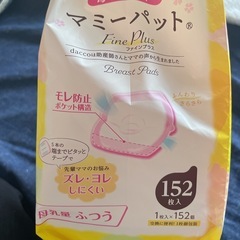 マミーパット®
Fine Plus
ファインプラス
daccou助産師さんとママの声から生まれました
Breast Pads
モレ防止
ポケット構造
5本の
端までピタッと
テープで
先輩ママのお悩み
ズレ・ヨレ
しにくい
152
枚入
1枚入×152個
母乳量 ふつう